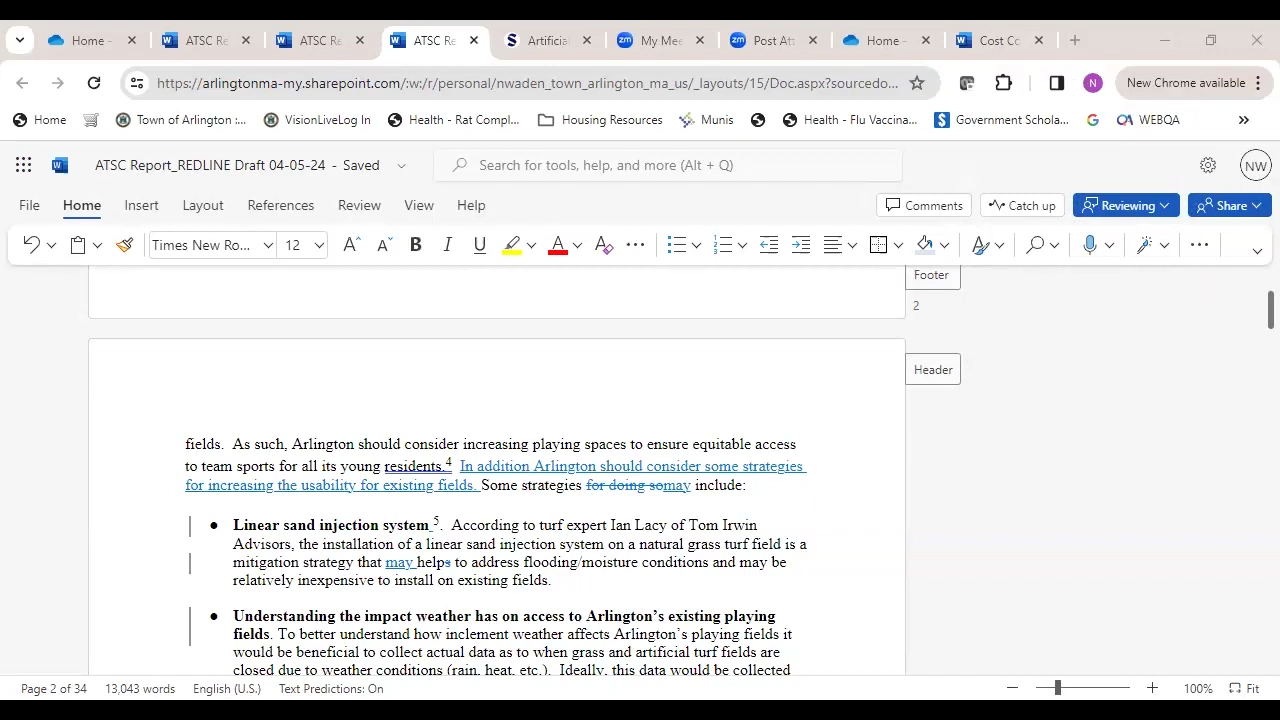 Home -
ATSC Re
ATSC Re
ATSC Re
Artificia
My Mee
Post Att
Home -
Cost Co
https://arlingtonma-my.sharepoint.com/:w:/r/personal/nwaden_town_arlington_ma_us/_layouts/15/Doc.aspx?sourcedo...
N
New Chrome available
Home
Town of Arlington :...
VisionLiveLog In
Health - Rat Compl...
Housing Resources
Munis
Health - Flu Vaccina...
Government Schola...
WEBQA
ATSC Report_REDLINE Draft 04-05-24 - Saved
Search for tools, help, and more (Alt + Q)
NW
File Home Insert Layout References Review View Help
Comments
Catch up
Reviewing
Share
Times New Ro...
12
Footer
2
Header
fields. As such, Arlington should consider increasing playing spaces to ensure equitable access
to team sports for all its young residents.4 In addition Arlington should consider some strategies
for increasing the usability for existing fields. Some strategies for doing somay include:
● Linear sand injection system 5. According to turf expert Ian Lacy of Tom Irwin
Advisors, the installation of a linear sand injection system on a natural grass turf field is a
mitigation strategy that may helps to address flooding/moisture conditions and may be
relatively inexpensive to install on existing fields.
● Understanding the impact weather has on access to Arlington's existing playing
fields. To better understand how inclement weather affects Arlington's playing fields it
would be beneficial to collect actual data as to when grass and artificial turf fields are
closed due to weather conditions (rain, heat, etc.). Ideally, this data would be collected
Page 2 of 34
13,043 words
English (U.S.)
Text Predictions: On
100%
Fit